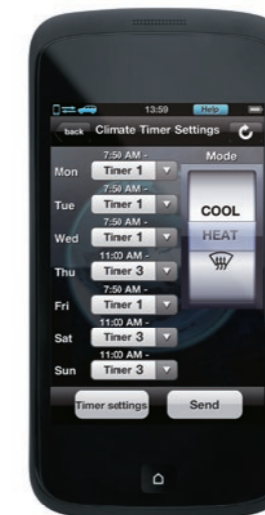 13:59 Help
back Climate Timer Settings
7:50 AM - Mode
Mon Timer 1
7:50 AM -
Tue Timer 1
COOL
7:50 AM -
Wed Timer 1
HEAT
11:00 AM -
Thu Timer 3
7:50 AM -
Fri Timer 1
11:00 AM -
Sat Timer 3
11:00 AM -
Sun Timer 3
Timer settings Send